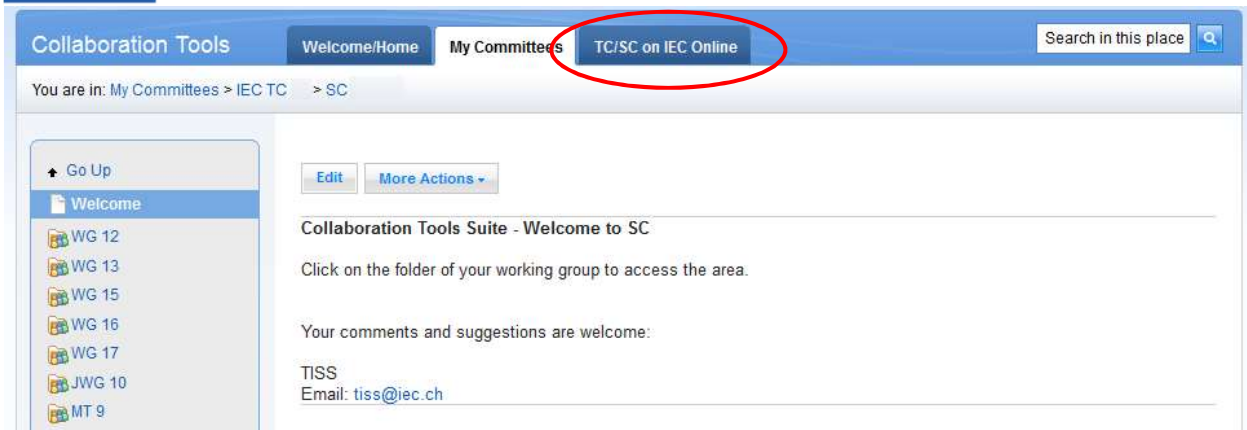 Collaboration Tools
Welcome/Home
My Committees
TC/SC on IEC Online
Search in this place
You are in: My Committees > IEC TC > SC
Go Up
Welcome
WG 12
WG 13
WG 15
WG 16
WG 17
JWG 10
MT 9
Edit
More Actions
Collaboration Tools Suite - Welcome to SC
Click on the folder of your working group to access the area.
Your comments and suggestions are welcome:
TISS
Email: tiss@iec.ch